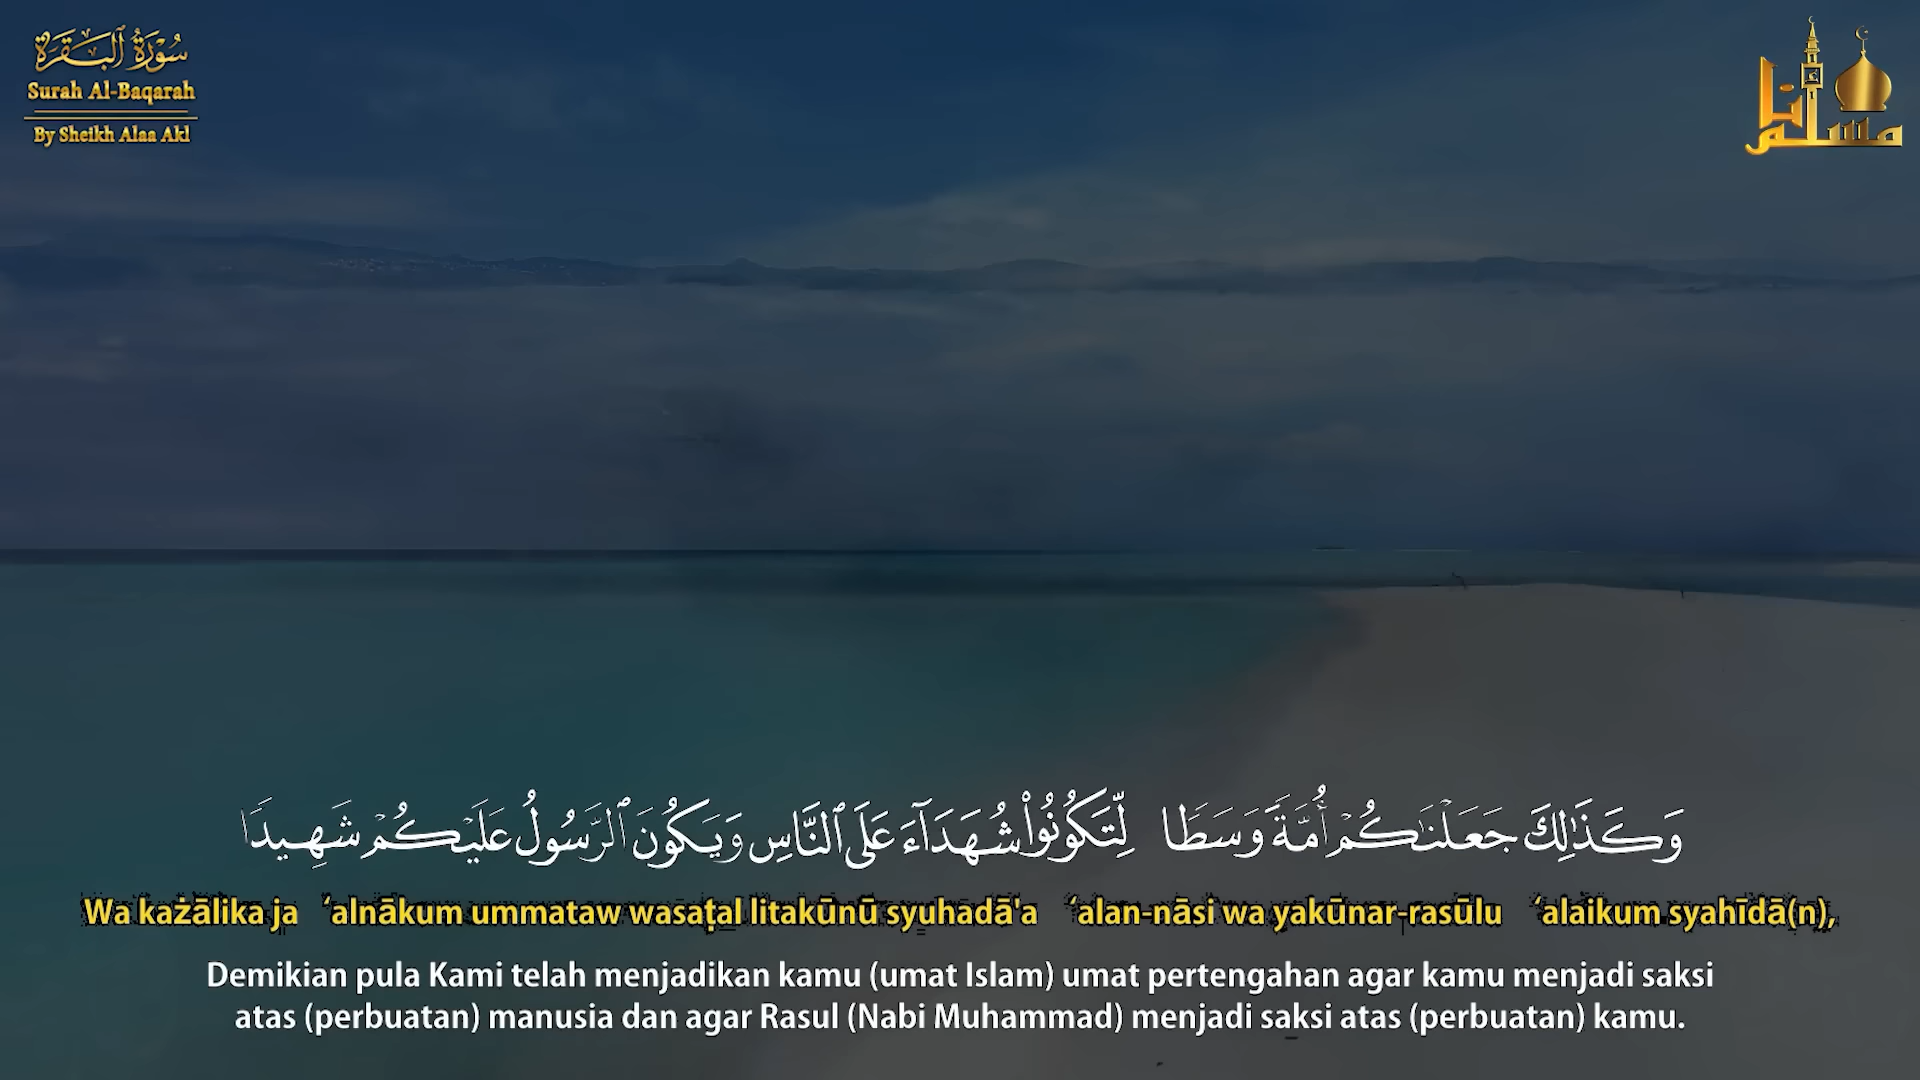 سُورَةُ ٱلْبَقَرَة
Surah Al-Baqarah
By Sheikh Alaa Akl
أنا
مسلم
وَكَذَٰلِكَ جَعَلْنَٰكُمْ أُمَّةً وَسَطًا لِّتَكُونُوا۟ شُهَدَآءَ عَلَى ٱلنَّاسِ وَيَكُونَ ٱلرَّسُولُ عَلَيْكُمْ شَهِيدًا
Wa każālika ja ‘alnākum ummataw wasaṭal litakūnū syuhadā'a ‘alan-nāsi wa yakūnar-rasūlu ‘alaikum syahīdā(n),
Demikian pula Kami telah menjadikan kamu (umat Islam) umat pertengahan agar kamu menjadi saksi
atas (perbuatan) manusia dan agar Rasul (Nabi Muhammad) menjadi saksi atas (perbuatan) kamu.